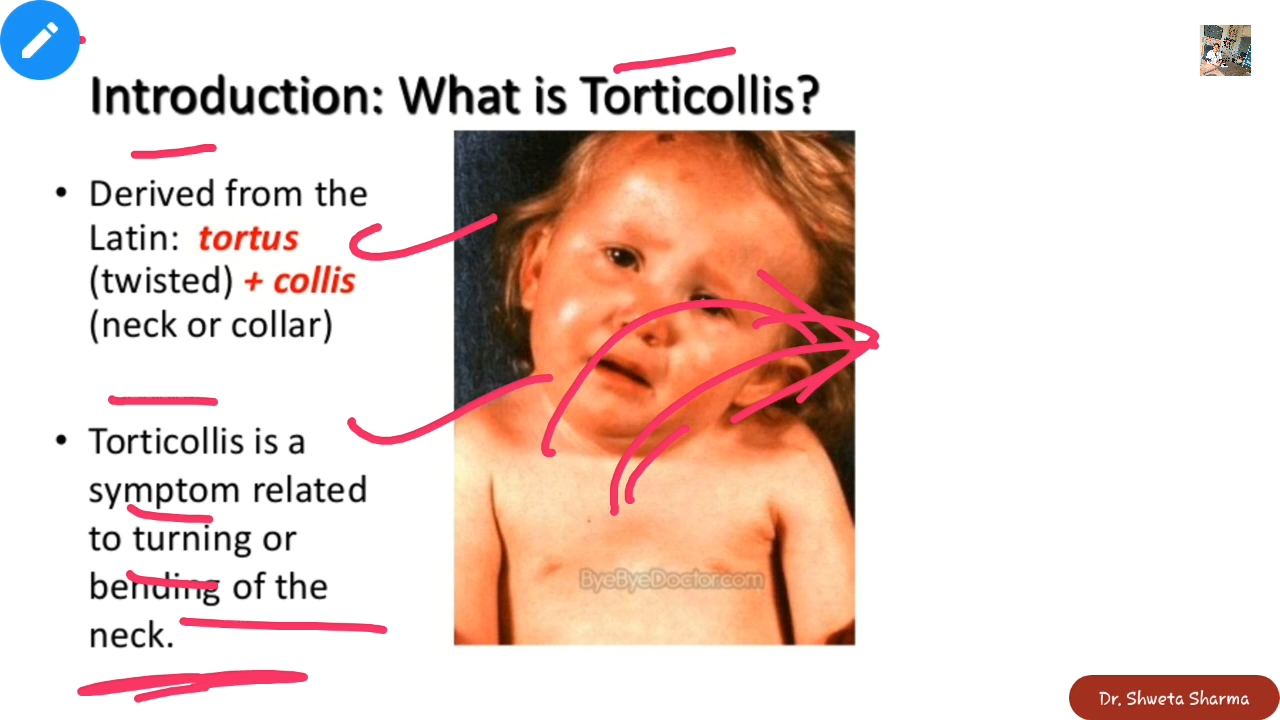 Introduction: What is Torticollis?
• Derived from the
Latin: tortus
(twisted) + collis
(neck or collar)
• Torticollis is a
symptom related
to turning or
bending of the
neck.
ByeByeDoctor.com
Dr. Shweta Sharma